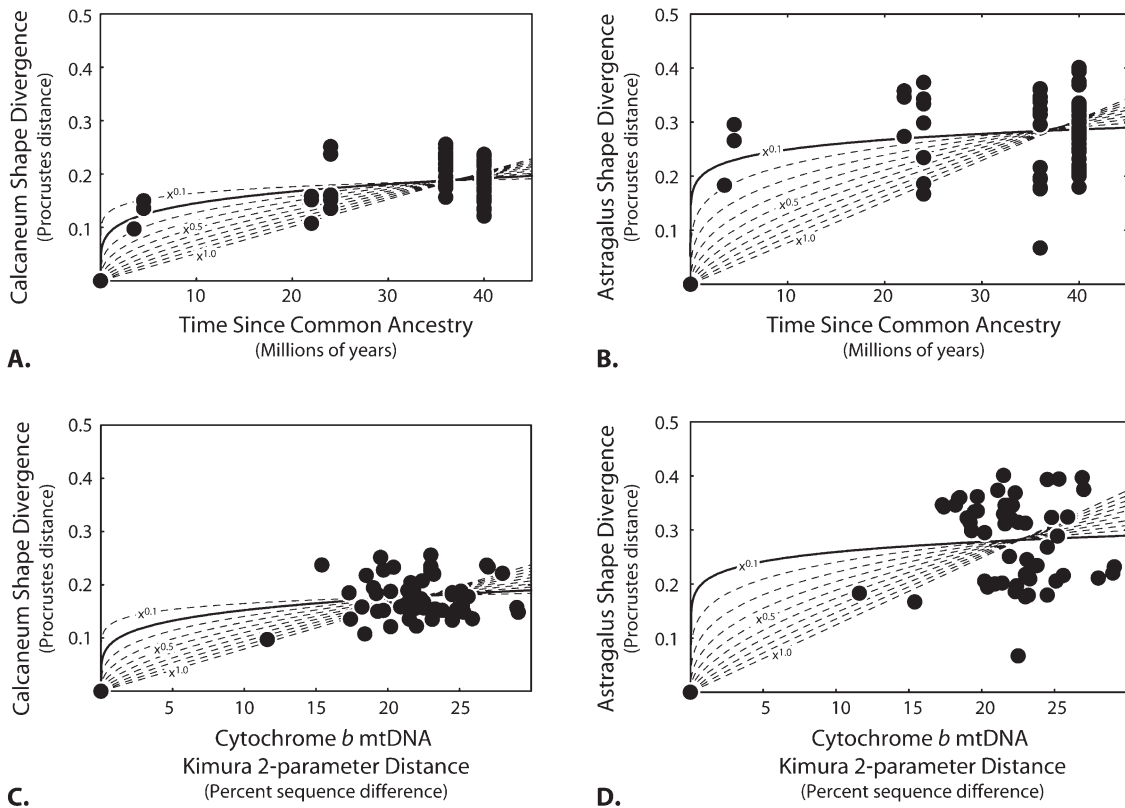 0.5
0.4
0.3
0.2
0.1
Calcaneum Shape Divergence
(Procrustes distance)
x0.1
x0.5
x1.0
10
20
30
40
Time Since Common Ancestry
(Millions of years)
A.
0.5
0.4
0.3
0.2
0.1
Astragalus Shape Divergence
(Procrustes distance)
x0.1
x0.5
x1.0
10
20
30
40
Time Since Common Ancestry
(Millions of years)
B.
0.5
0.4
0.3
0.2
0.1
Calcaneum Shape Divergence
(Procrustes distance)
x0.1
x0.5
x1.0
5
10
15
20
25
Cytochrome b mtDNA
Kimura 2-parameter Distance
(Percent sequence difference)
C.
0.5
0.4
0.3
0.2
0.1
Astragalus Shape Divergence
(Procrustes distance)
x0.1
x0.5
x1.0
5
10
15
20
25
Cytochrome b mtDNA
Kimura 2-parameter Distance
(Percent sequence difference)
D.